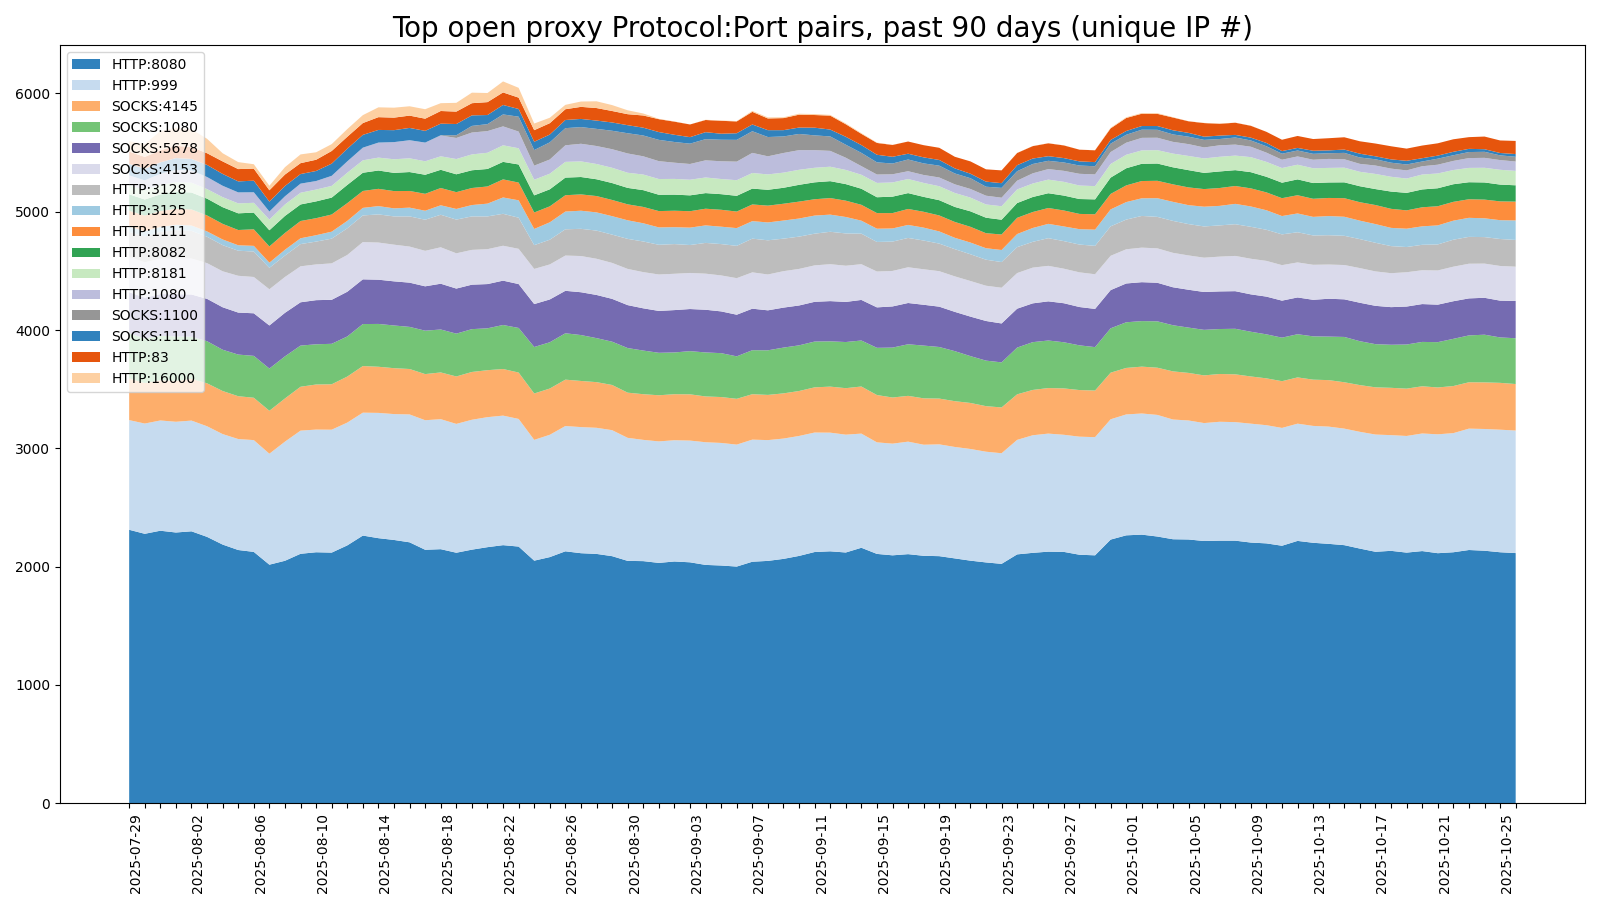 Top open proxy Protocol:Port pairs, past 90 days (unique IP #)
HTTP:8080
HTTP:999
SOCKS:4145
SOCKS:1080
SOCKS:5678
SOCKS:4153
HTTP:3128
HTTP:3125
HTTP:1111
HTTP:8082
HTTP:8181
HTTP:1080
SOCKS:1100
SOCKS:1111
HTTP:83
HTTP:16000
6000
5000
4000
3000
2000
1000
0
2025-07-29
2025-08-02
2025-08-06
2025-08-10
2025-08-14
2025-08-18
2025-08-22
2025-08-26
2025-08-30
2025-09-03
2025-09-07
2025-09-11
2025-09-15
2025-09-19
2025-09-23
2025-09-27
2025-10-01
2025-10-05
2025-10-09
2025-10-13
2025-10-17
2025-10-21
2025-10-25